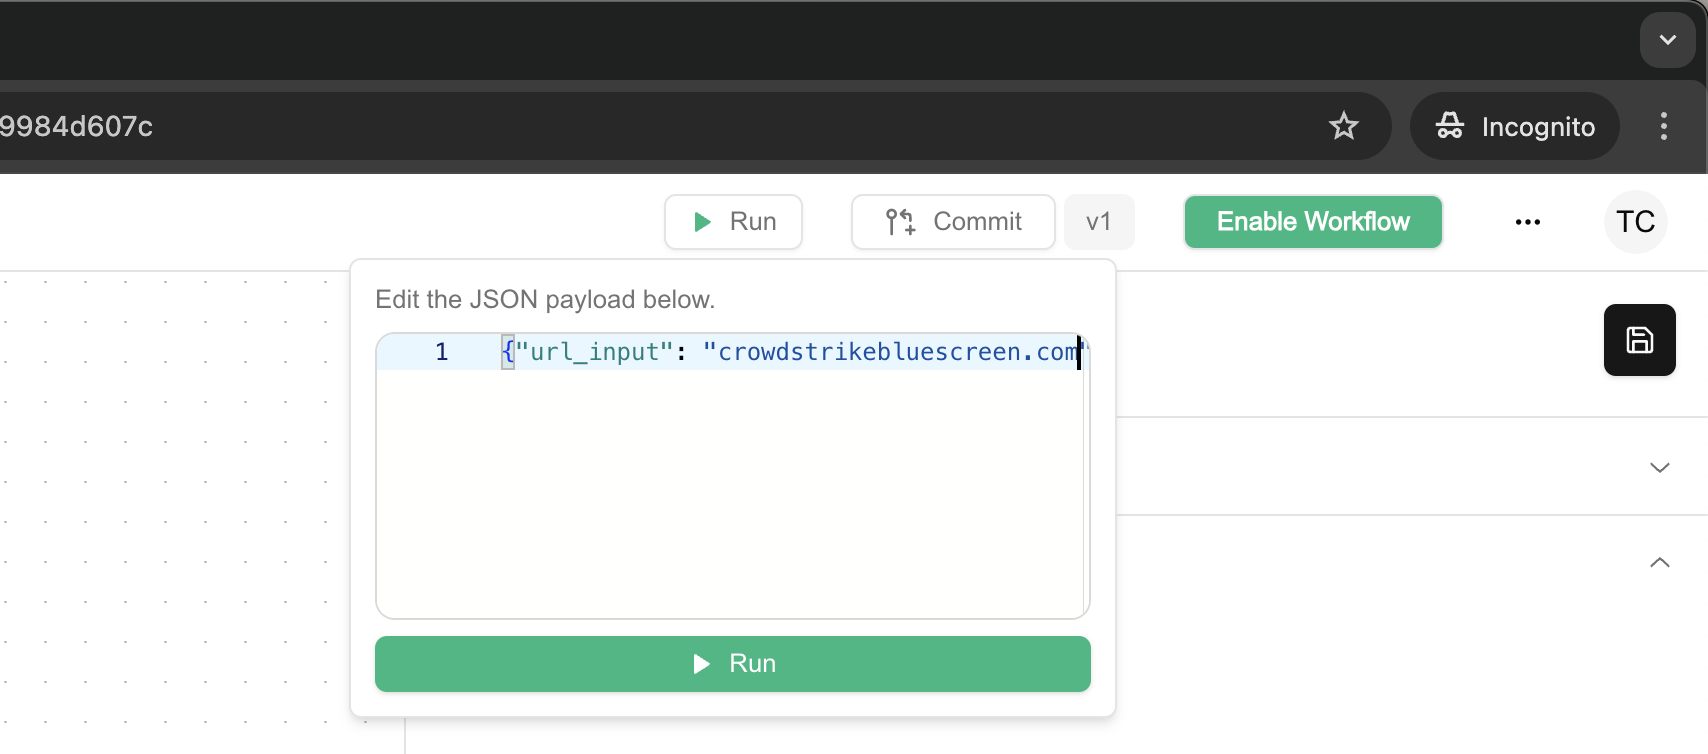 9984d607c
Incognito
Run
Commit
v1
Enable Workflow
TC
Edit the JSON payload below.
1 {"url_input": "crowdstrikebluescreen.com"
Run